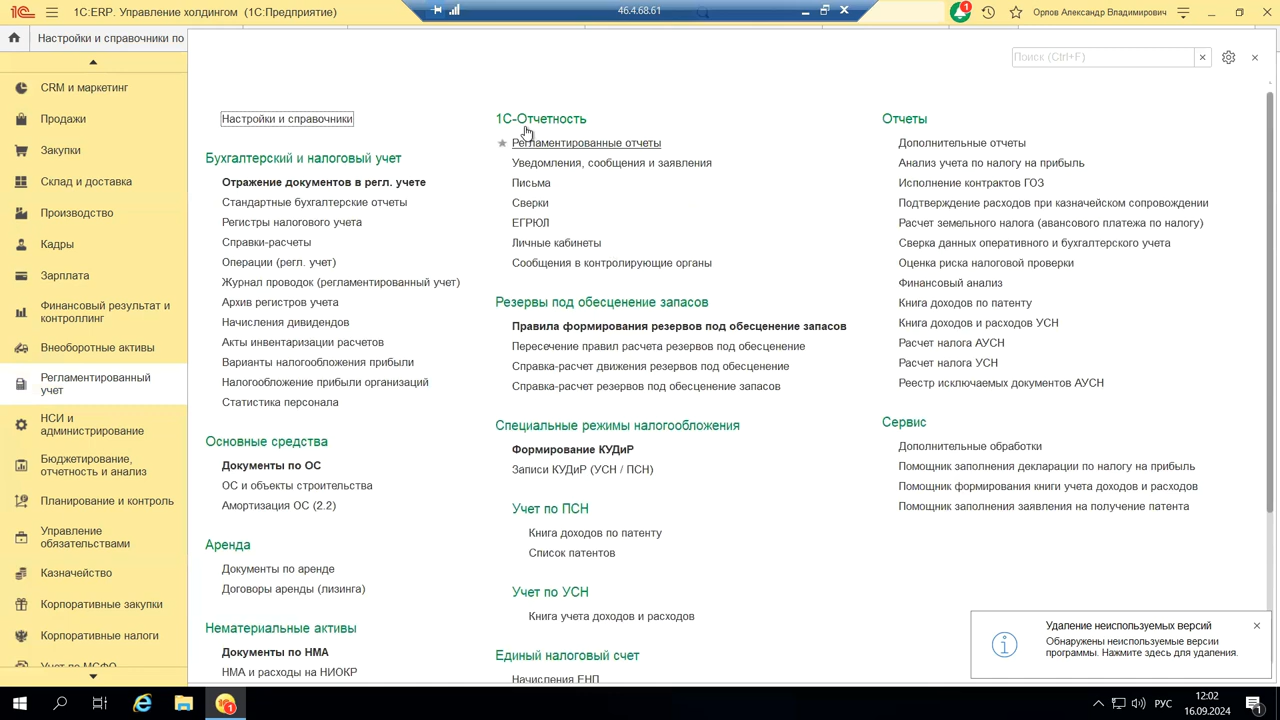 1С:ERP. Управление холдингом (1С:Предприятие)
46.4.68.61
1
Орлов Александр Владимирович
Настройки и справочники по
Поиск (Ctrl+F)
CRM и маркетинг
Продажи
Закупки
Склад и доставка
Производство
Кадры
Зарплата
Финансовый результат и
контроллинг
Внеоборотные активы
Регламентированный
учет
НСИ и
администрирование
Бюджетирование,
отчетность и анализ
Планирование и контроль
Управление
обязательствами
Казначейство
Корпоративные закупки
Корпоративные налоги
Учет по МСФО
Настройки и справочники
Бухгалтерский и налоговый учет
Отражение документов в регл. учете
Стандартные бухгалтерские отчеты
Регистры налогового учета
Справки-расчеты
Операции (регл. учет)
Журнал проводок (регламентированный учет)
Архив регистров учета
Начисления дивидендов
Акты инвентаризации расчетов
Варианты налогообложения прибыли
Налогообложение прибыли организаций
Статистика персонала
Основные средства
Документы по ОС
ОС и объекты строительства
Амортизация ОС (2.2)
Аренда
Документы по аренде
Договоры аренды (лизинга)
Нематериальные активы
Документы по НМА
НМА и расходы на НИОКР
1С-Отчетность
Регламентированные отчеты
Уведомления, сообщения и заявления
Письма
Сверки
ЕГРЮЛ
Личные кабинеты
Сообщения в контролирующие органы
Резервы под обесценение запасов
Правила формирования резервов под обесценение запасов
Пересечение правил расчета резервов под обесценение
Справка-расчет движения резервов под обесценение
Справка-расчет резервов под обесценение запасов
Специальные режимы налогообложения
Формирование КУДиР
Записи КУДиР (УСН / ПСН)
Учет по ПСН
Книга доходов по патенту
Список патентов
Учет по УСН
Книга учета доходов и расходов
Единый налоговый счет
Начисления ЕНП
Отчеты
Дополнительные отчеты
Анализ учета по налогу на прибыль
Исполнение контрактов ГОЗ
Подтверждение расходов при казначейском сопровождении
Расчет земельного налога (авансового платежа по налогу)
Сверка данных оперативного и бухгалтерского учета
Оценка риска налоговой проверки
Финансовый анализ
Книга доходов по патенту
Книга доходов и расходов УСН
Расчет налога АУСН
Расчет налога УСН
Реестр исключаемых документов АУСН
Сервис
Дополнительные обработки
Помощник заполнения декларации по налогу на прибыль
Помощник формирования книги учета доходов и расходов
Помощник заполнения заявления на получение патента
Удаление неиспользуемых версий
Обнаружены неиспользуемые версии
программы. Нажмите здесь для удаления.
1
РУС
12:02
16.09.2024
1